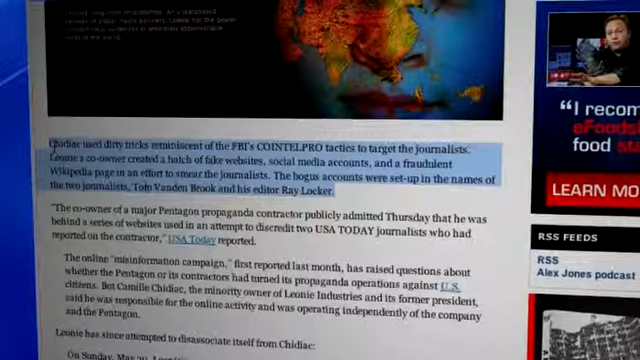 Chidiac used dirty tricks reminiscent of the FBI's COINTELPRO tactics to target the journalists.
Leonie's co-owner created a batch of fake websites, social media accounts, and a fraudulent
Wikipedia page in an effort to smear the journalists. The bogus accounts were set-up in the names of
the two journalists, Tom Vanden Brook and his editor Ray Locker.
"The co-owner of a major Pentagon propaganda contractor publicly admitted Thursday that he was
behind a series of websites used in an attempt to discredit two USA TODAY journalists who had
reported on the contractor," USA Today reported.
The online "misinformation campaign," first reported last month, has raised questions about
whether the Pentagon or its contractors had turned its propaganda operations against U.S.
citizens. But Camille Chidiac, the minority owner of Leonie Industries and its former president,
said he was responsible for the online activity and was operating independently of the company
and the Pentagon.
Leonie has since attempted to disassociate itself from Chidiac:
On Sunday, May
"I recom
eFoods
food sta
LEARN MO
RSS FEEDS
RSS
Alex Jones podcast